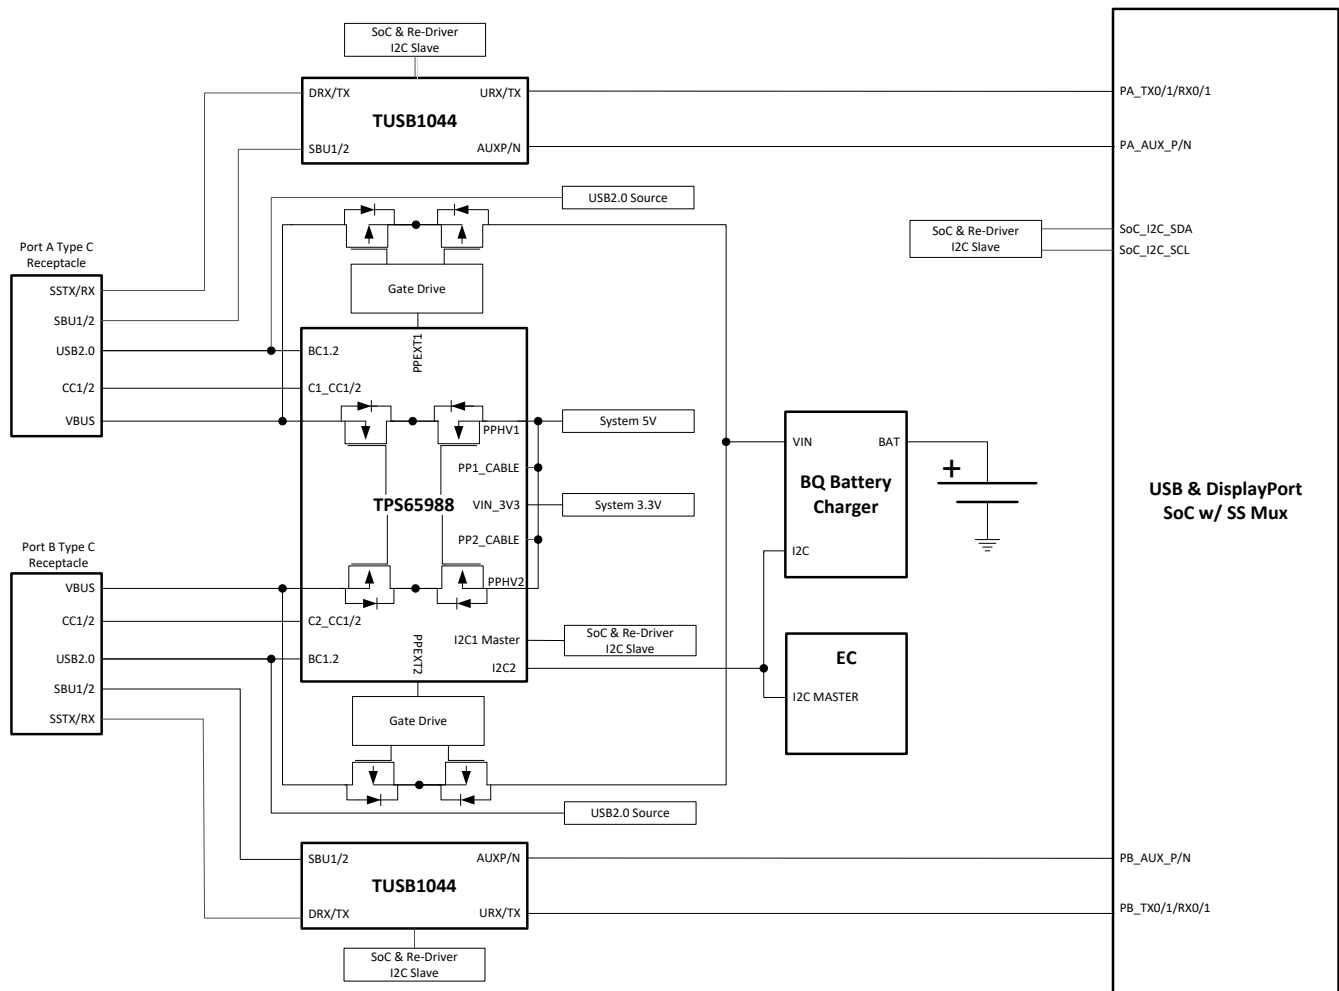 SoC & Re-Driver
I2C Slave
DRX/TX
URX/TX
TUSB1044
SBU1/2
AUXP/N
PA_TX0/1/RX0/1
PA_AUX_P/N
USB2.0 Source
SoC & Re-Driver
I2C Slave
SoC_I2C_SDA
SoC_I2C_SCL
Port A Type C
Receptacle
SSTX/RX
SBU1/2
USB2.0
CC1/2
VBUS
Gate Drive
PPEXT1
BC1.2
C1_CC1/2
PPHV1
System 5V
PP1_CABLE
TPS65988
VIN_3V3
System 3.3V
PP2_CABLE
PPHV2
C2_CC1/2
I2C1 Master
SoC & Re-Driver
I2C Slave
BC1.2
PPEXT2
I2C2
VIN
BAT
BQ Battery
Charger
I2C
+
EC
I2C MASTER
USB & DisplayPort
SoC w/ SS Mux
Port B Type C
Receptacle
VBUS
CC1/2
USB2.0
SBU1/2
SSTX/RX
Gate Drive
USB2.0 Source
SBU1/2
AUXP/N
TUSB1044
DRX/TX
URX/TX
PB_AUX_P/N
PB_TX0/1/RX0/1
SoC & Re-Driver
I2C Slave